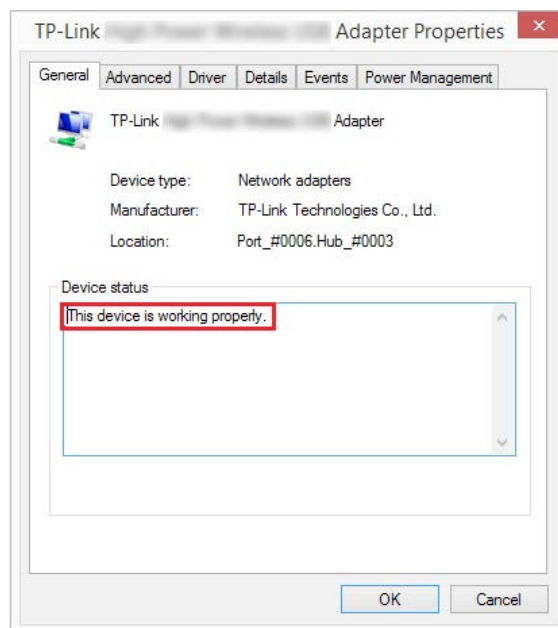 TP-Link Adapter Properties
General Advanced Driver Details Events Power Management
TP-Link Adapter
Device type: Network adapters
Manufacturer: TP-Link Technologies Co., Ltd.
Location: Port_#0006.Hub_#0003
Device status
This device is working properly.
OK Cancel